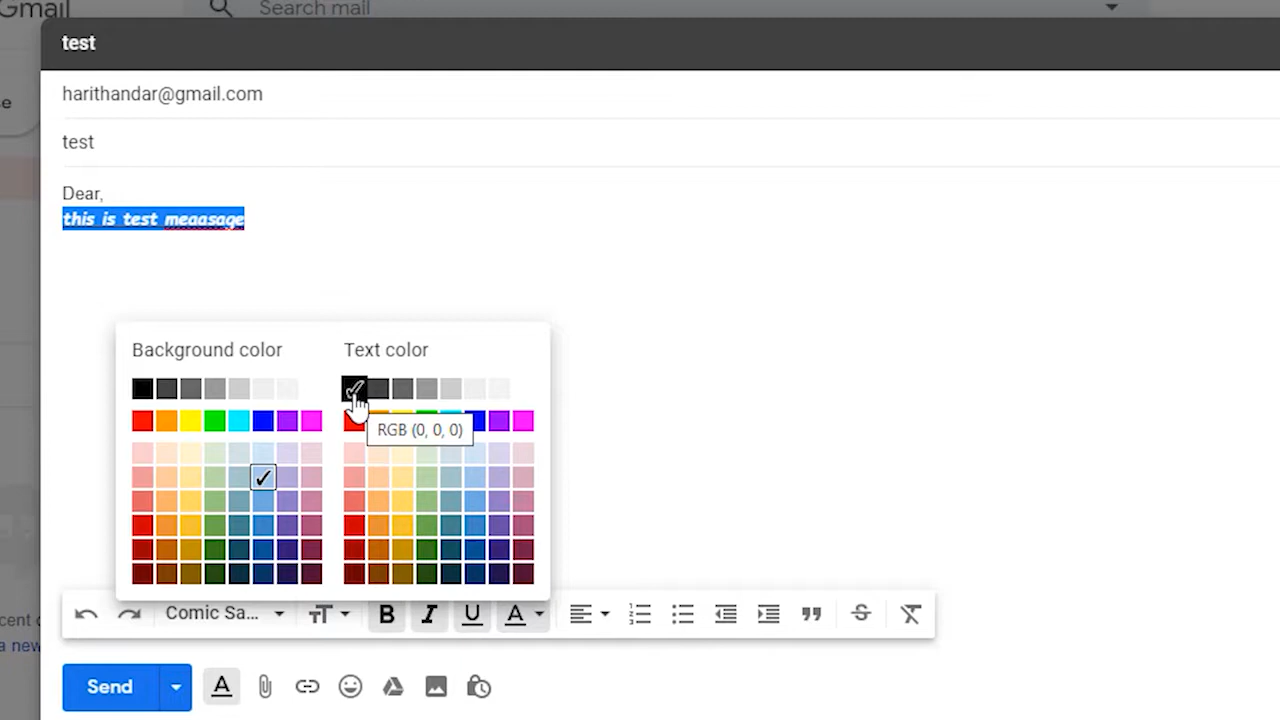 Gmail
Search mail
test
harithandar@gmail.com
test
Dear,
this is test meaasage
Background color
Text color
RGB (0, 0, 0)
Comic Sa...
B I U A
Send
A